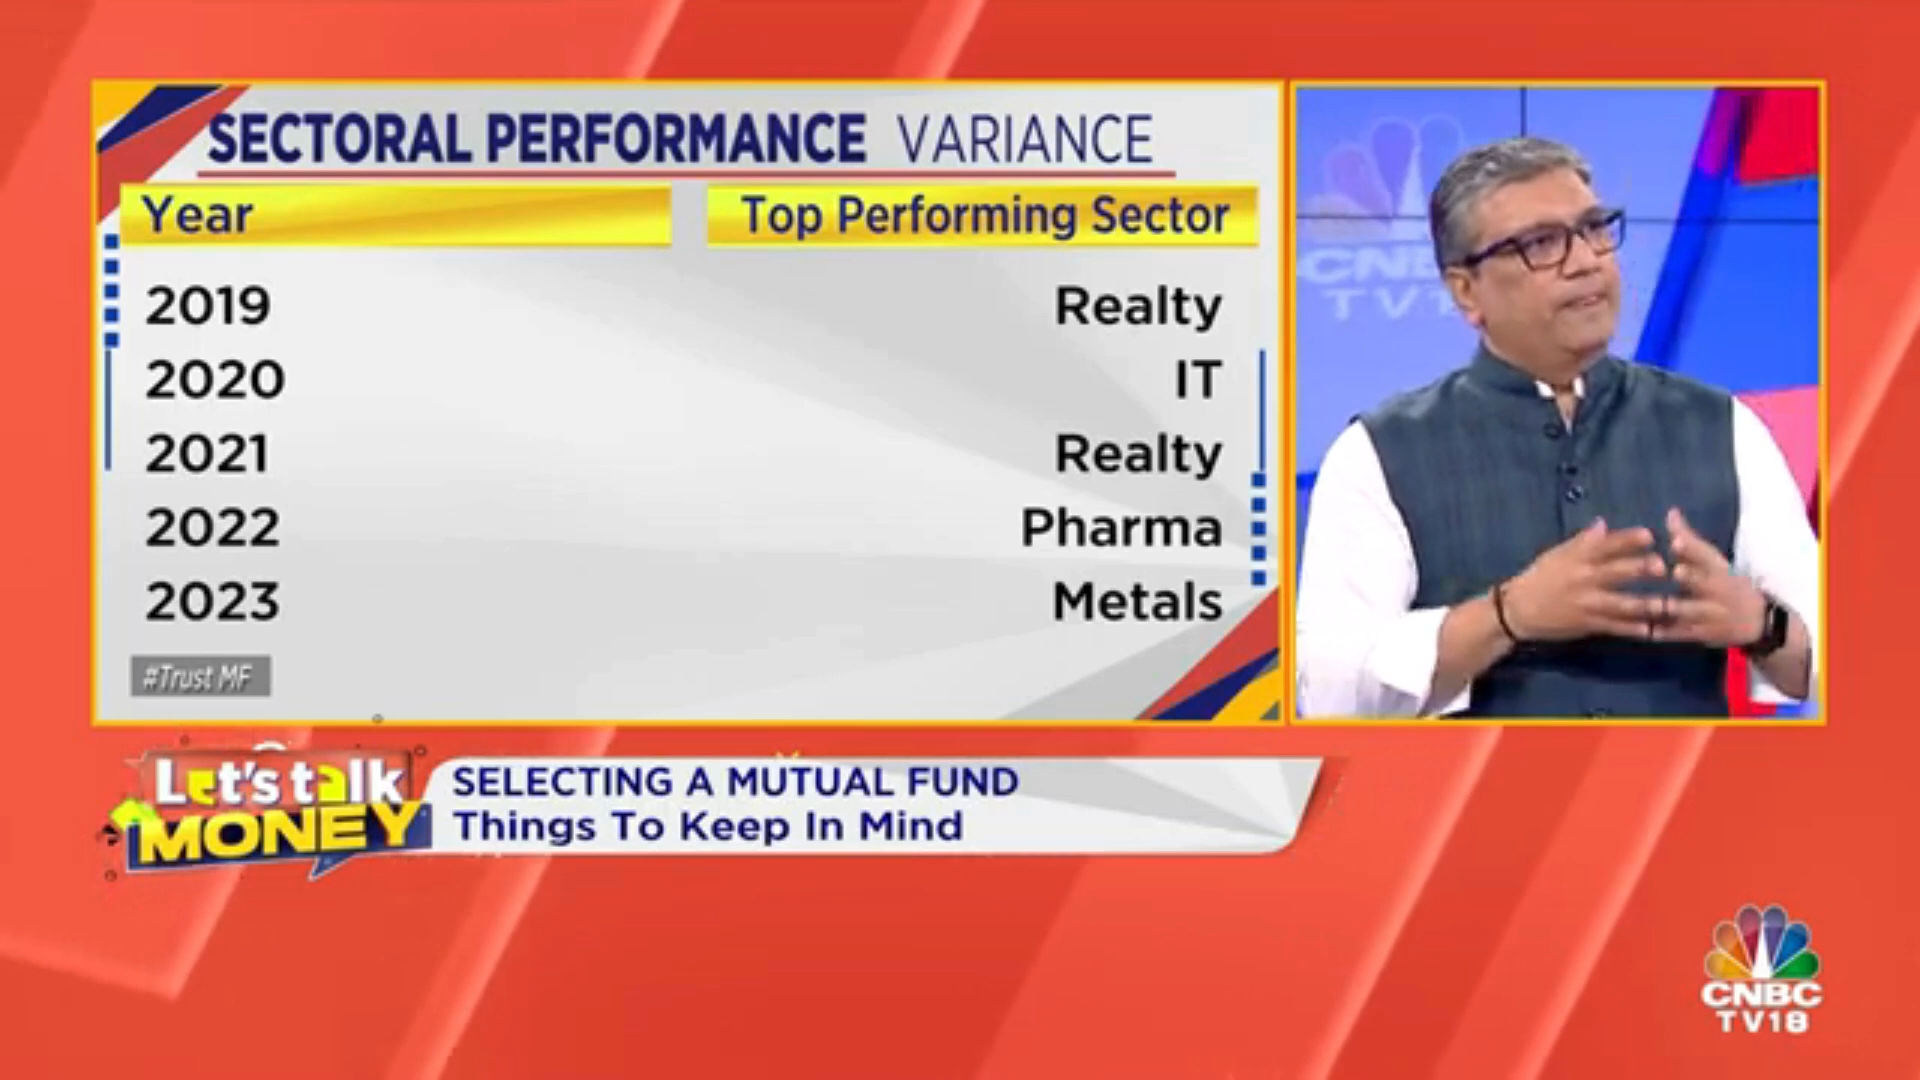 SECTORAL PERFORMANCE VARIANCE
Year Top Performing Sector
2019 Realty
2020 IT
2021 Realty
2022 Pharma
2023 Metals
#Trust MF
Let's talk
MONEY
SELECTING A MUTUAL FUND
Things To Keep In Mind
CNBC
TV18